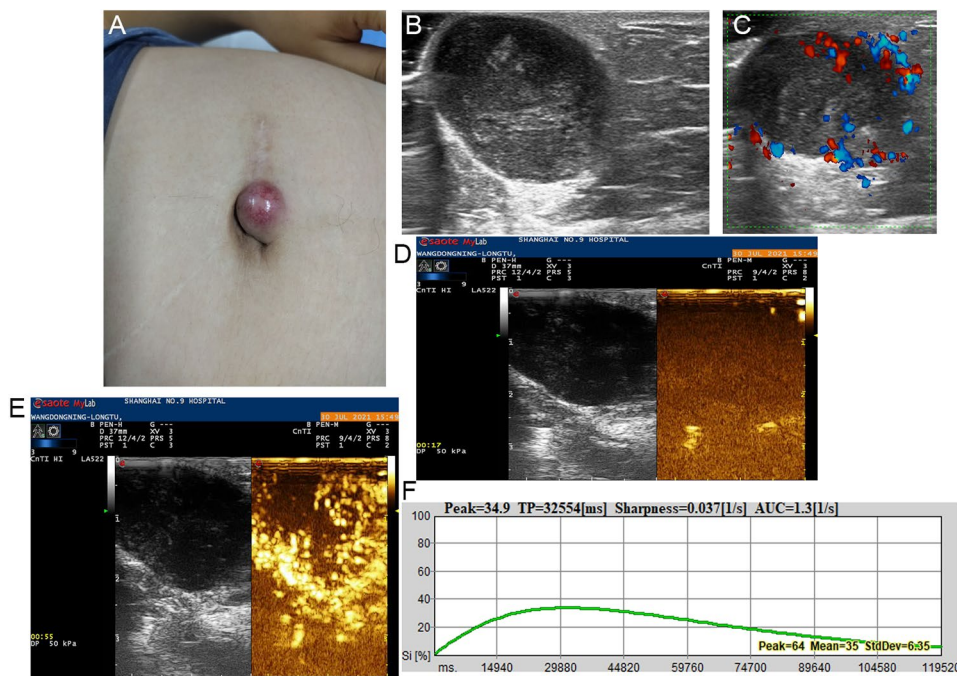 A
B
C
D
esaote MyLab
SHANGHAI NO.9 HOSPITAL
WANGDONGNING-LONGTU,
30 JUL 2021 15:49
B PEN-H G ---
D 37mm XV 3
PRC 12/4/2 PRS 5
PST 1 C 3
B PEN-M G ---
CnTI XV 3
PRC 9/4/2 PRS 8
PST 1 C 2
3 9
CnTI HI LA522
00:17
DP 50 kPa
E
esaote MyLab
SHANGHAI NO.9 HOSPITAL
WANGDONGNING-LONGTU,
30 JUL 2021 15:49
B PEN-H G ---
D 37mm XV 3
PRC 12/4/2 PRS 5
PST 1 C 3
B PEN-M G ---
CnTI XV 3
PRC 9/4/2 PRS 8
PST 1 C 2
3 9
CnTI HI LA522
00:55
DP 50 kPa
F
Peak=34.9 TP=32554[ms] Sharpness=0.037[1/s] AUC=1.3[1/s]
100
80
60
40
20
Si [%]
Peak=64 Mean=35 StdDev=6.35
ms. 14940 29880 44820 59760 74700 89640 104580 119520